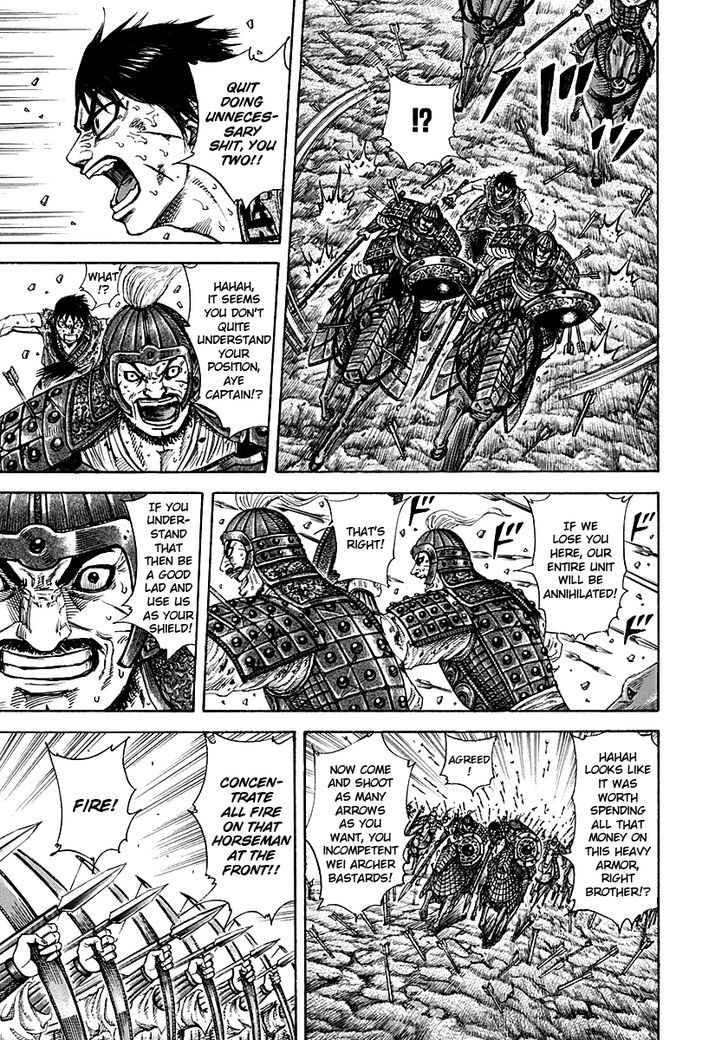 !?
QUIT
DOING
UNNECES-
SARY
SHIT, YOU
TWO!!
HAHAH,
IT SEEMS
YOU DON'T
QUITE
UNDER-
STAND
YOUR
POSITION,
AYE
CAPTAIN!?
WHAT
!?
IF WE
LOSE YOU
HERE, OUR
ENTIRE UNIT
WILL BE
ANNIHILATED!
THAT'S
RIGHT!
IF YOU
UNDER-
STAND
THAT
THEN BE
A GOOD
LAD AND
USE US
AS YOUR
SHIELD!
HAHAH
LOOKS LIKE
IT WAS
WORTH
SPENDING
ALL THAT
MONEY ON
THIS HEAVY
ARMOR,
RIGHT
BROTHER!?
AGREED
!
NOW COME
AND SHOOT
AS MANY
ARROWS
AS YOU
WANT, YOU
INCOMPETENT
WEI ARCHER
BASTARDS!
CONCEN-
TRATE
ALL FIRE
ON THAT
HORSEMAN
AT THE
FRONT!!
FIRE!